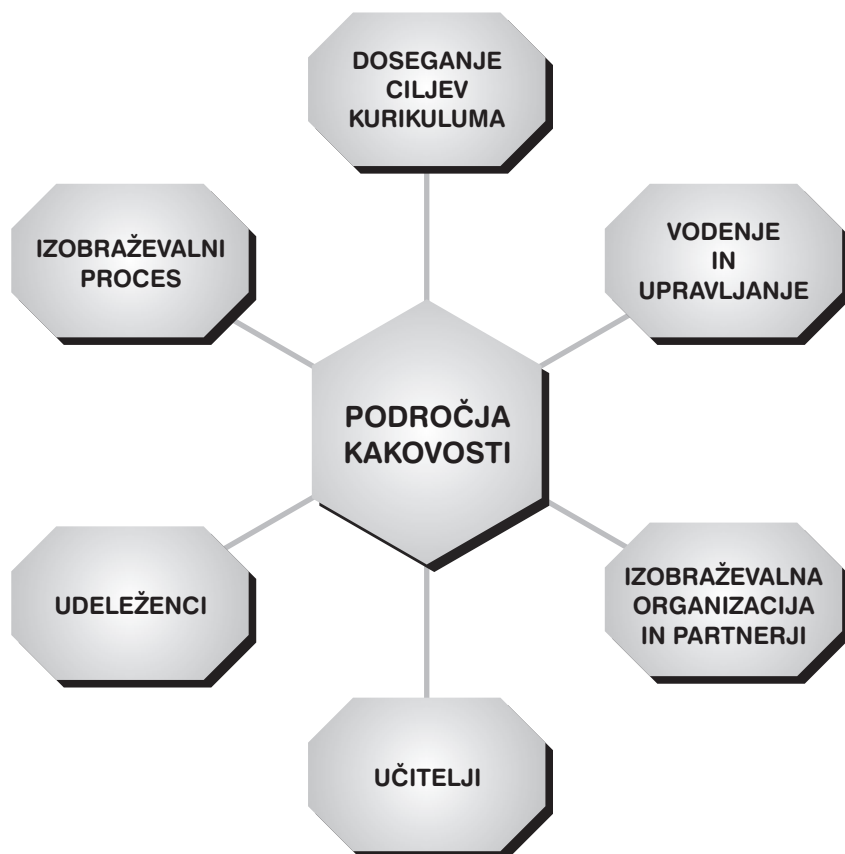 DOSEGANJE
CILJEV
KURIKULUMA
IZOBRAŽEVALNI
PROCES
VODENJE
IN
UPRAVLJANJE
PODROČJA
KAKOVOSTI
UDELEŽENCI
IZOBRAŽEVALNA
ORGANIZACIJA
IN PARTNERJI
UČITELJI